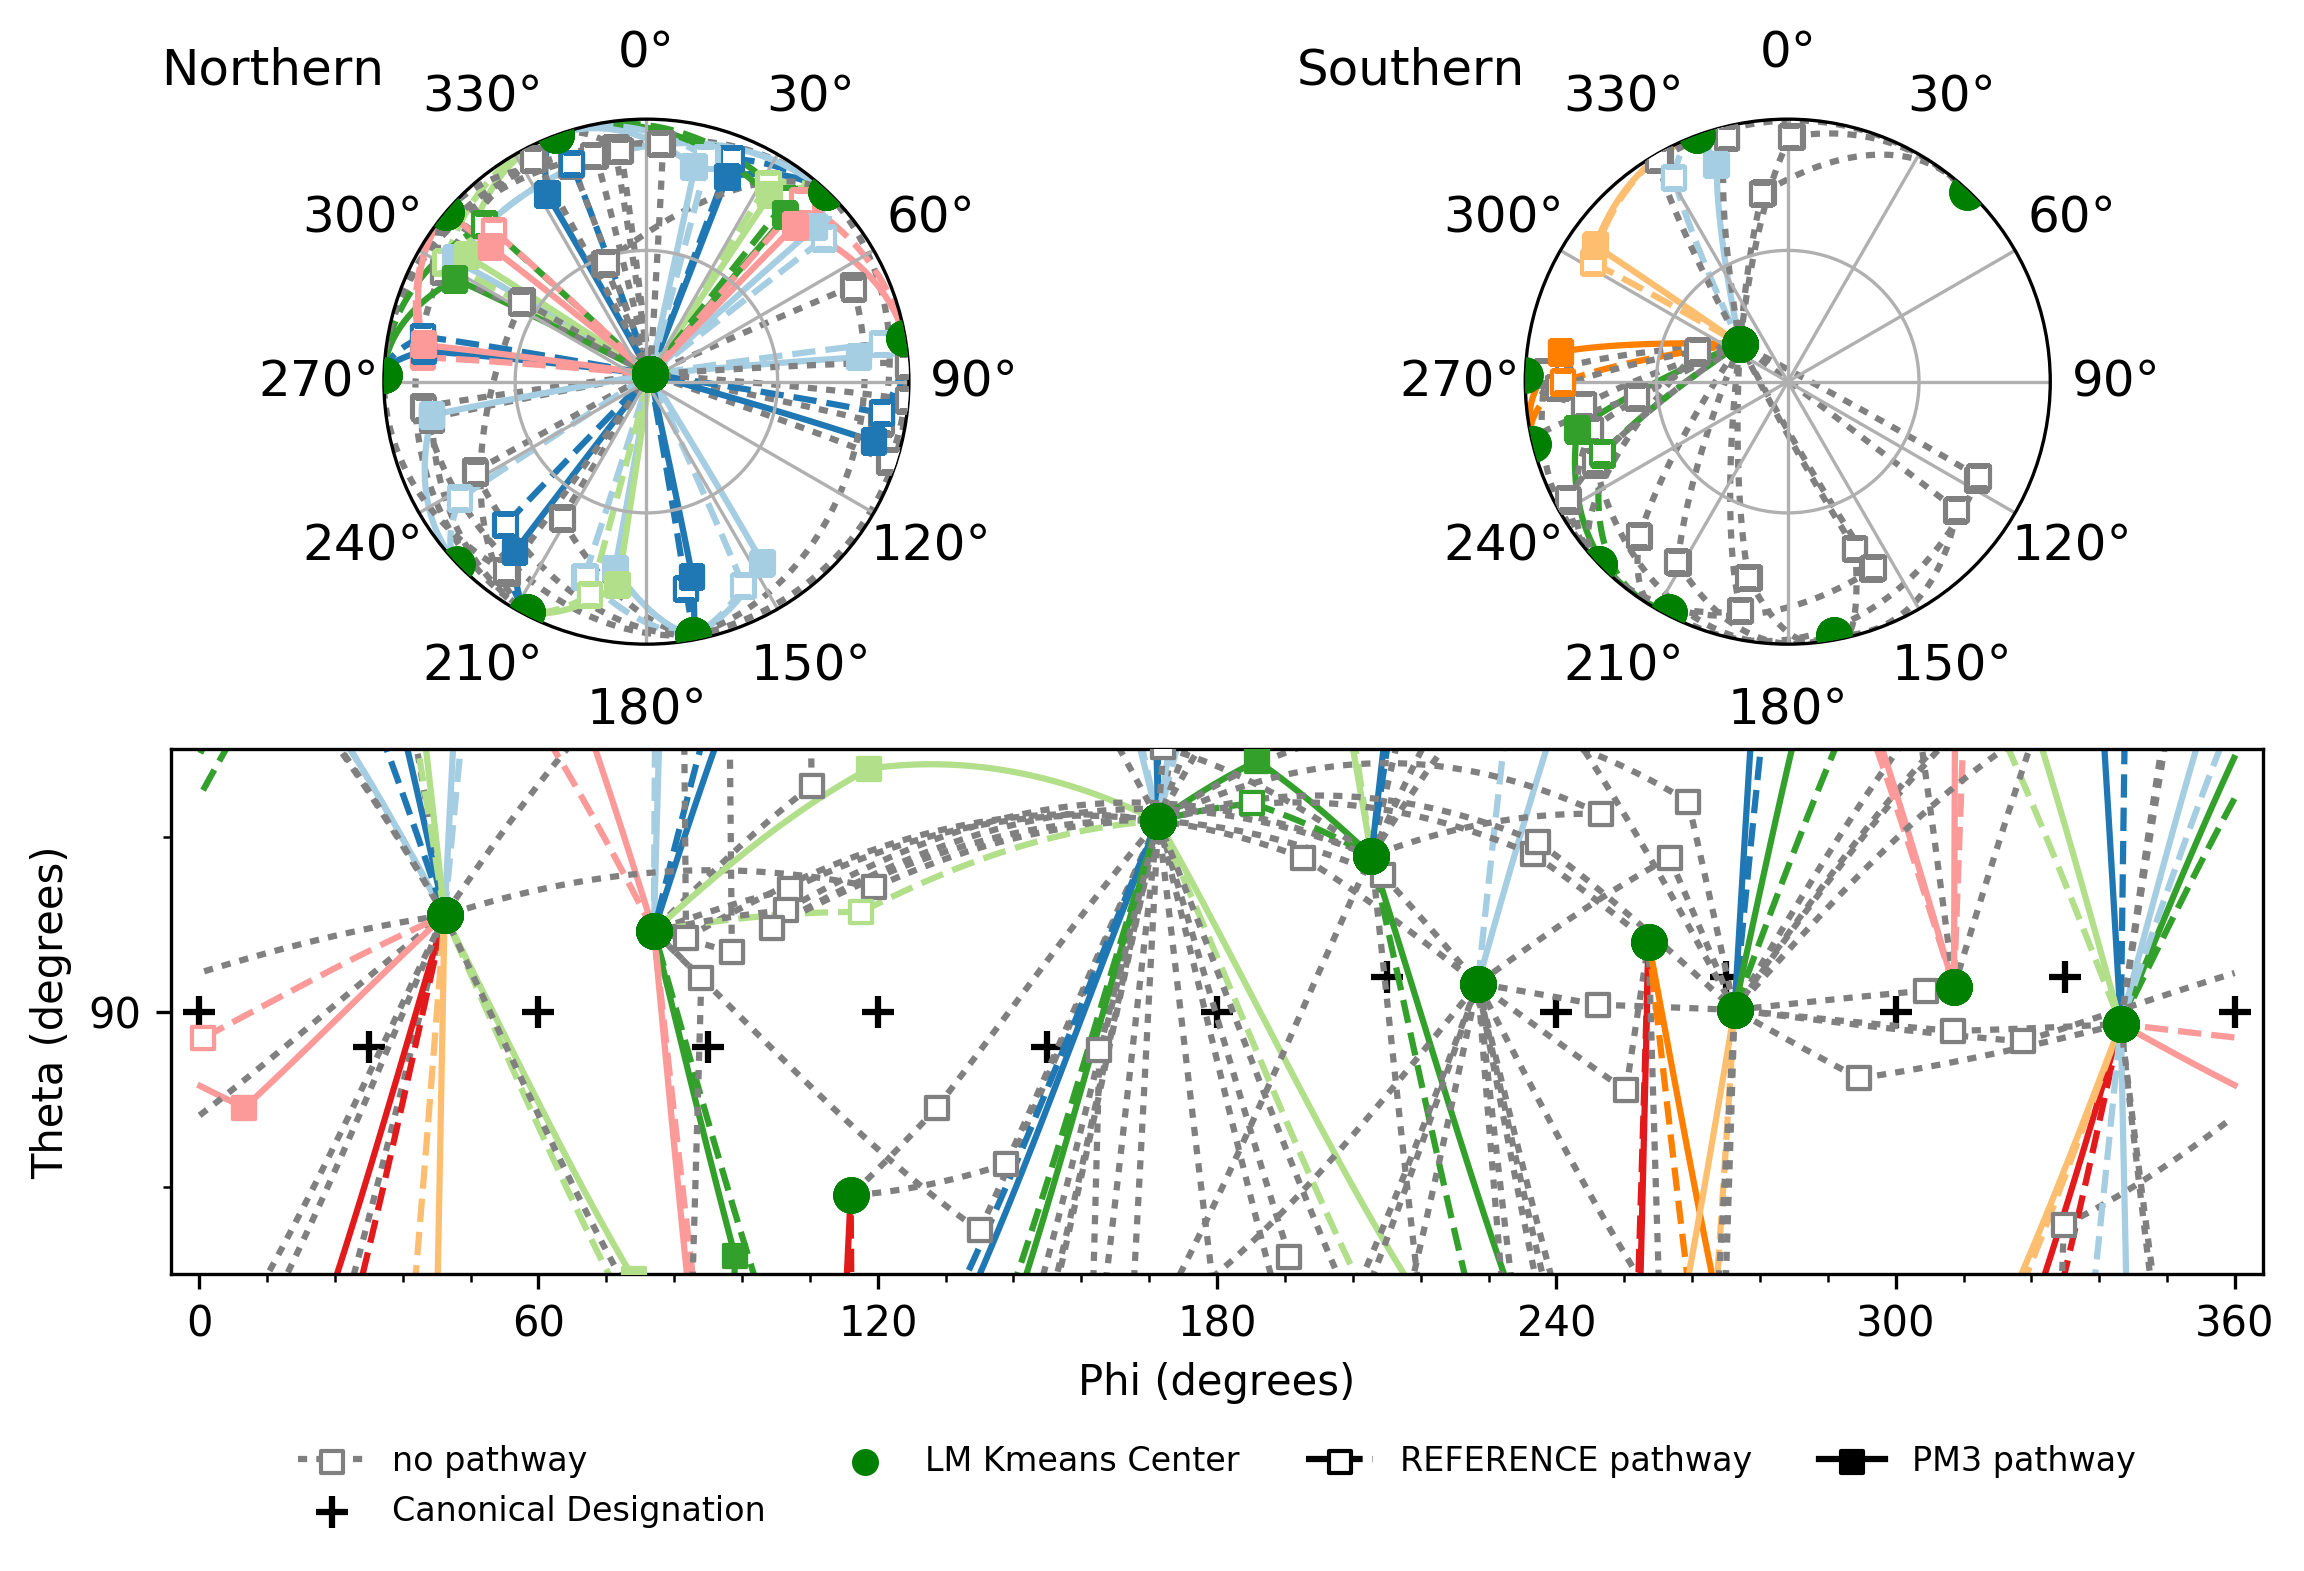 Northern
Southern
0°
30°
60°
90°
120°
150°
180°
210°
240°
270°
300°
330°
0°
30°
60°
90°
120°
150°
180°
210°
240°
270°
300°
330°
Theta (degrees)
90
0 60 120 180 240 300 360
Phi (degrees)
no pathway
LM Kmeans Center
REFERENCE pathway
PM3 pathway
Canonical Designation